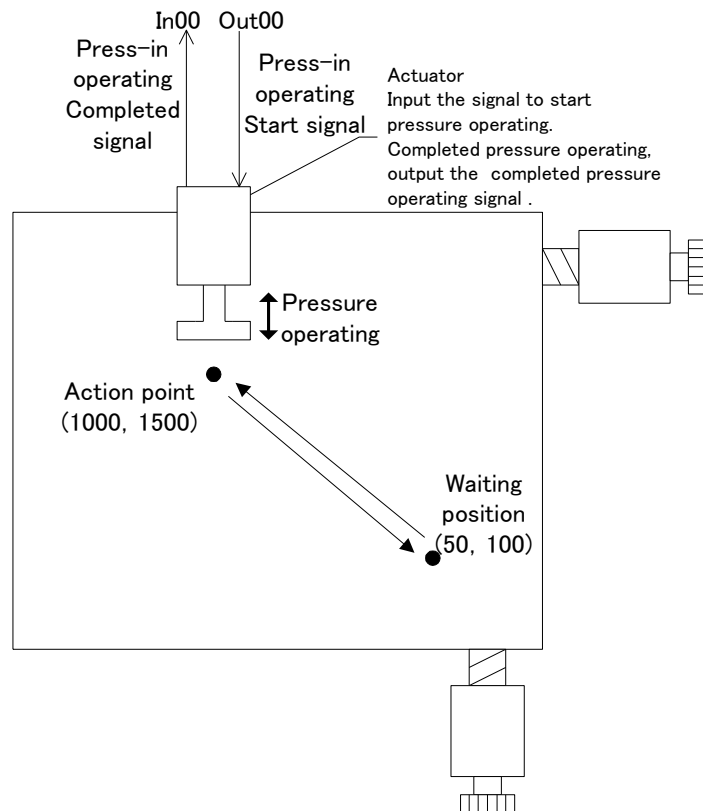 In00 Out00
Press-in
operating
Completed
signal
Press-in
operating
Start signal
Actuator
Input the signal to start
pressure operating.
Completed pressure operating,
output the completed pressure
operating signal .
Pressure
operating
Action point
(1000, 1500)
Waiting
position
(50, 100)